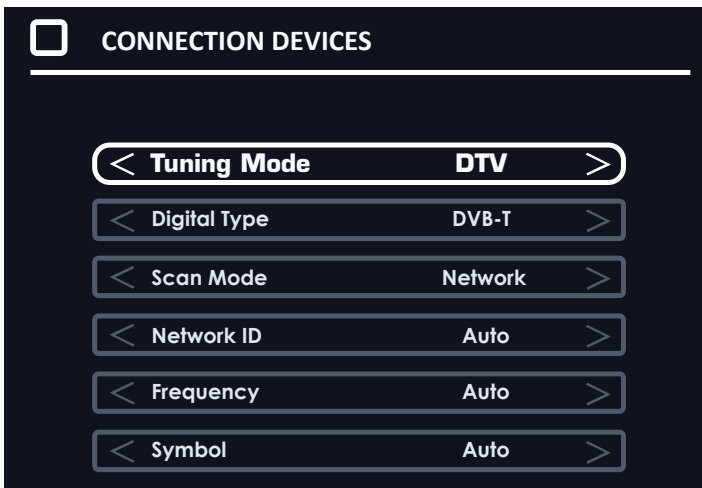 CONNECTION DEVICES
< Tuning Mode DTV >
< Digital Type DVB-T >
< Scan Mode Network >
< Network ID Auto >
< Frequency Auto >
< Symbol Auto >